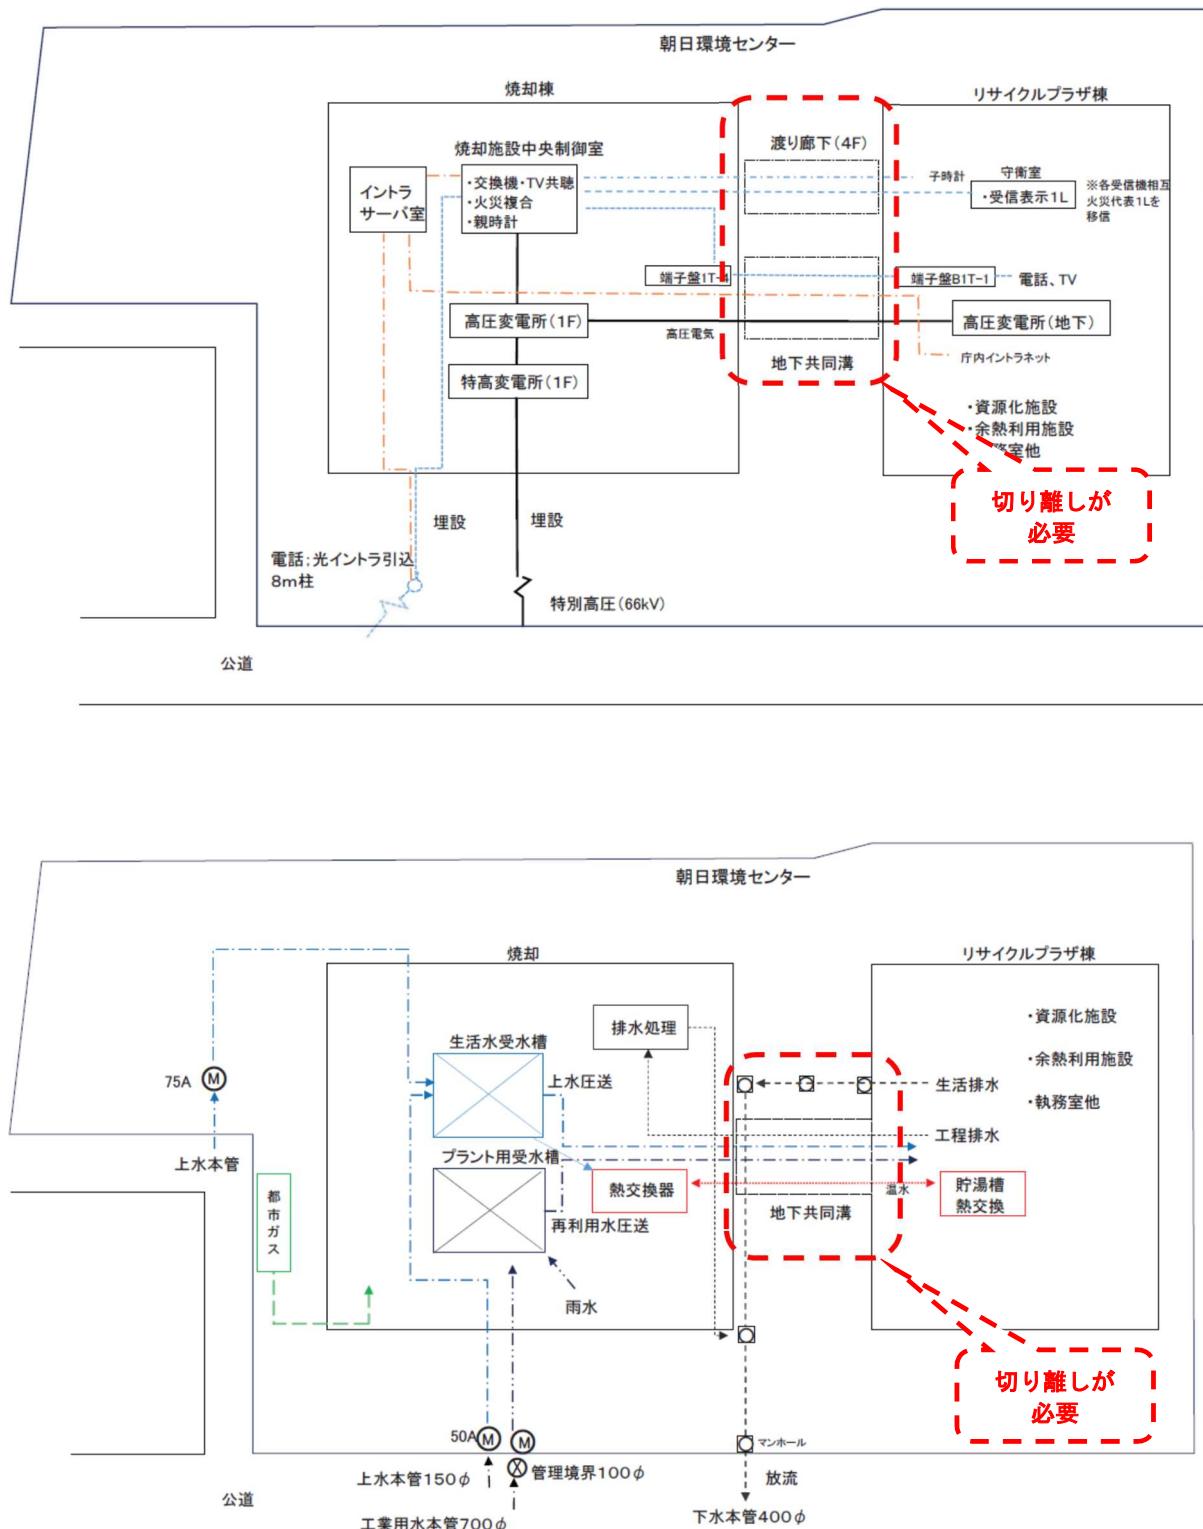 朝日環境センター
焼却棟
リサイクルプラザ棟
渡り廊下(4F)
焼却施設中央制御室
イントラ
サーバ室
・交換機・TV共聴
・火災複合
・親時計
子時計
守衛室
・受信表示1L
※各受信機相互
火災代表1Lを
移信
端子盤1T-4
端子盤B1T-1
電話、TV
高圧変電所(1F)
高圧電気
高圧変電所(地下)
庁内イントラネット
地下共同溝
特高変電所(1F)
・資源化施設
・余熱利用施設
務室他
切り離しが
必要
埋設
埋設
電話;光イントラ引込
8m柱
特別高圧(66kV)
公道
朝日環境センター
焼却
リサイクルプラザ棟
排水処理
・資源化施設
生活水受水槽
・余熱利用施設
上水圧送
75A
M
生活排水
・執務室他
工程排水
上水本管
プラント用受水槽
熱交換器
温水
貯湯槽
熱交換
都市ガス
再利用水圧送
地下共同溝
雨水
切り離しが
必要
50A
M
M
マンホール
管理境界100φ
上水本管150φ
放流
公道
工業用水本管700φ
下水本管400φ